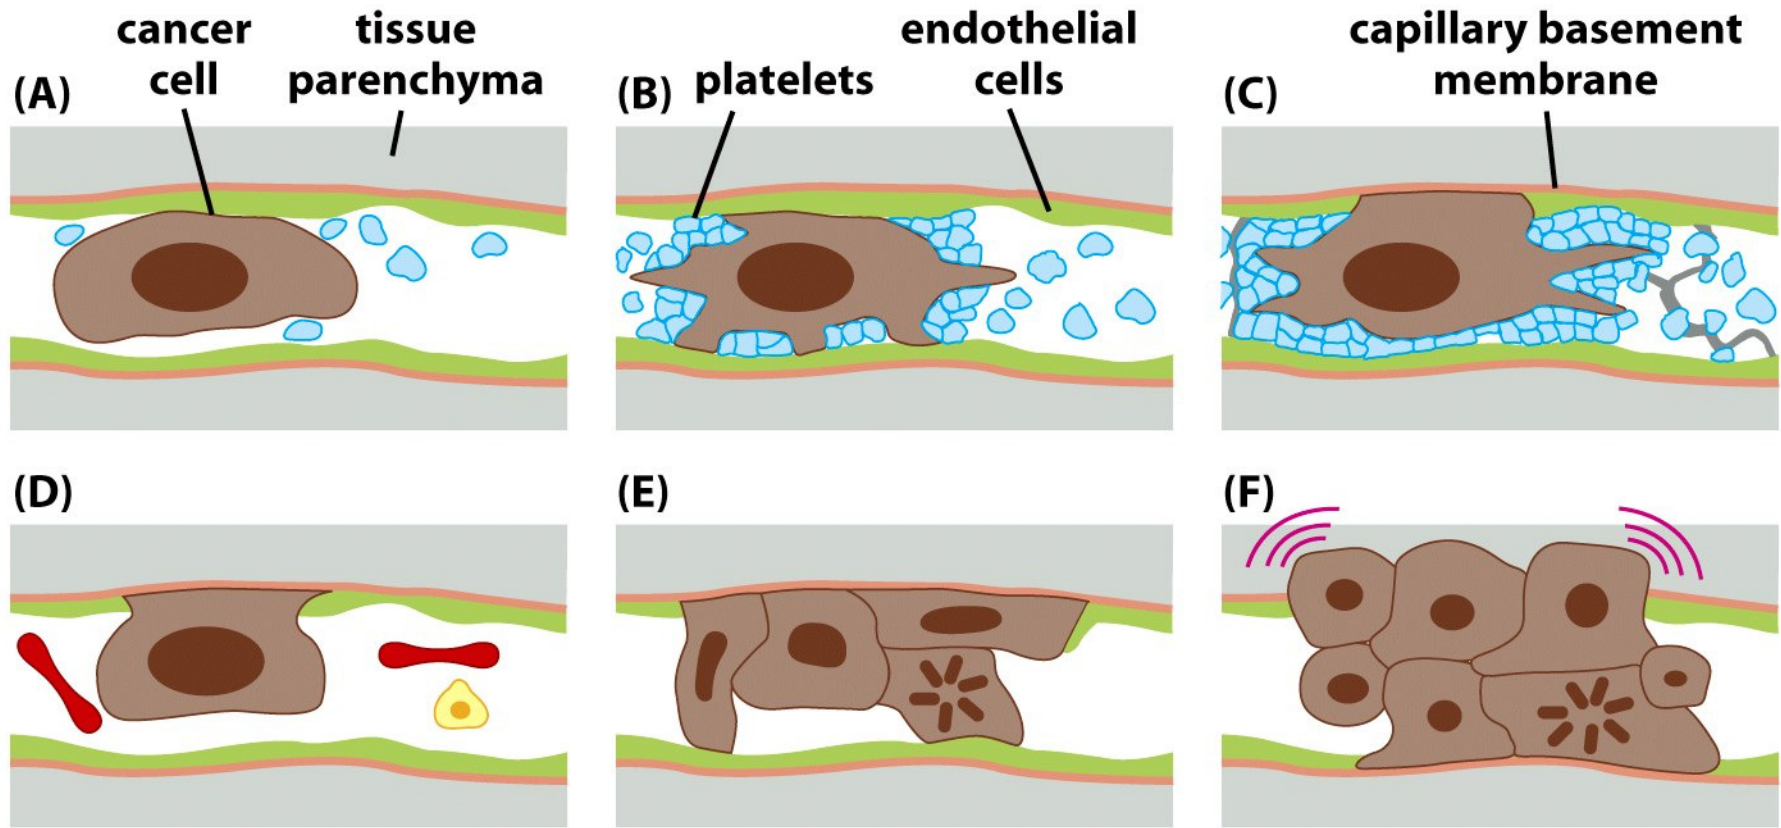 (A)
cancer
cell
tissue
parenchyma
(B)
platelets
endothelial
cells
(C)
capillary basement
membrane
(D)
(E)
(F)